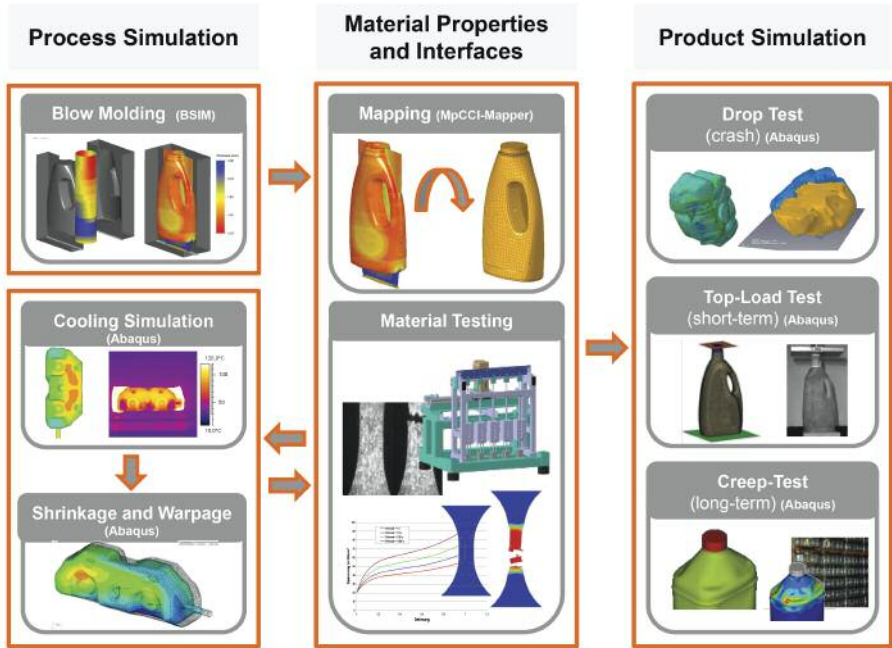 Process Simulation
Material Properties
and Interfaces
Product Simulation
Blow Molding (BSIM)
Mapping (MpCCI-Mapper)
Drop Test
(crash) (Abaqus)
Cooling Simulation
(Abaqus)
Material Testing
Top-Load Test
(short-term) (Abaqus)
Shrinkage and Warpage
(Abaqus)
Creep-Test
(long-term) (Abaqus)